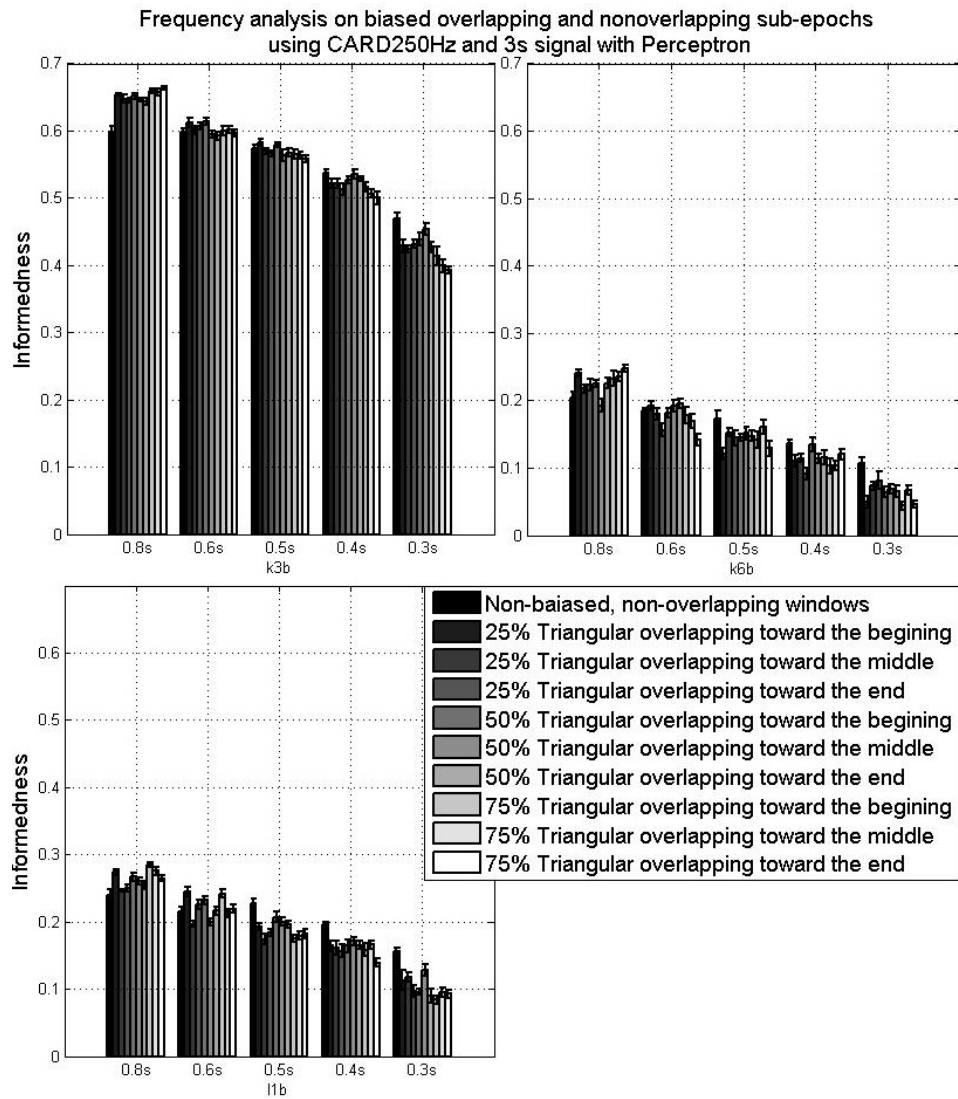 Frequency analysis on biased overlapping and nonoverlapping sub-epochs
using CARD250Hz and 3s signal with Perceptron
0.7
0.6
0.5
0.4
0.3
0.2
0.1
0
Informedness
0.8s 0.6s 0.5s 0.4s 0.3s
k3b
0.7
0.6
0.5
0.4
0.3
0.2
0.1
0
0.8s 0.6s 0.5s 0.4s 0.3s
k6b
0.6
0.5
0.4
0.3
0.2
0.1
0
Informedness
0.8s 0.6s 0.5s 0.4s 0.3s
l1b
Non-baiased, non-overlapping windows
25% Triangular overlapping toward the begining
25% Triangular overlapping toward the middle
25% Triangular overlapping toward the end
50% Triangular overlapping toward the begining
50% Triangular overlapping toward the middle
50% Triangular overlapping toward the end
75% Triangular overlapping toward the begining
75% Triangular overlapping toward the middle
75% Triangular overlapping toward the end